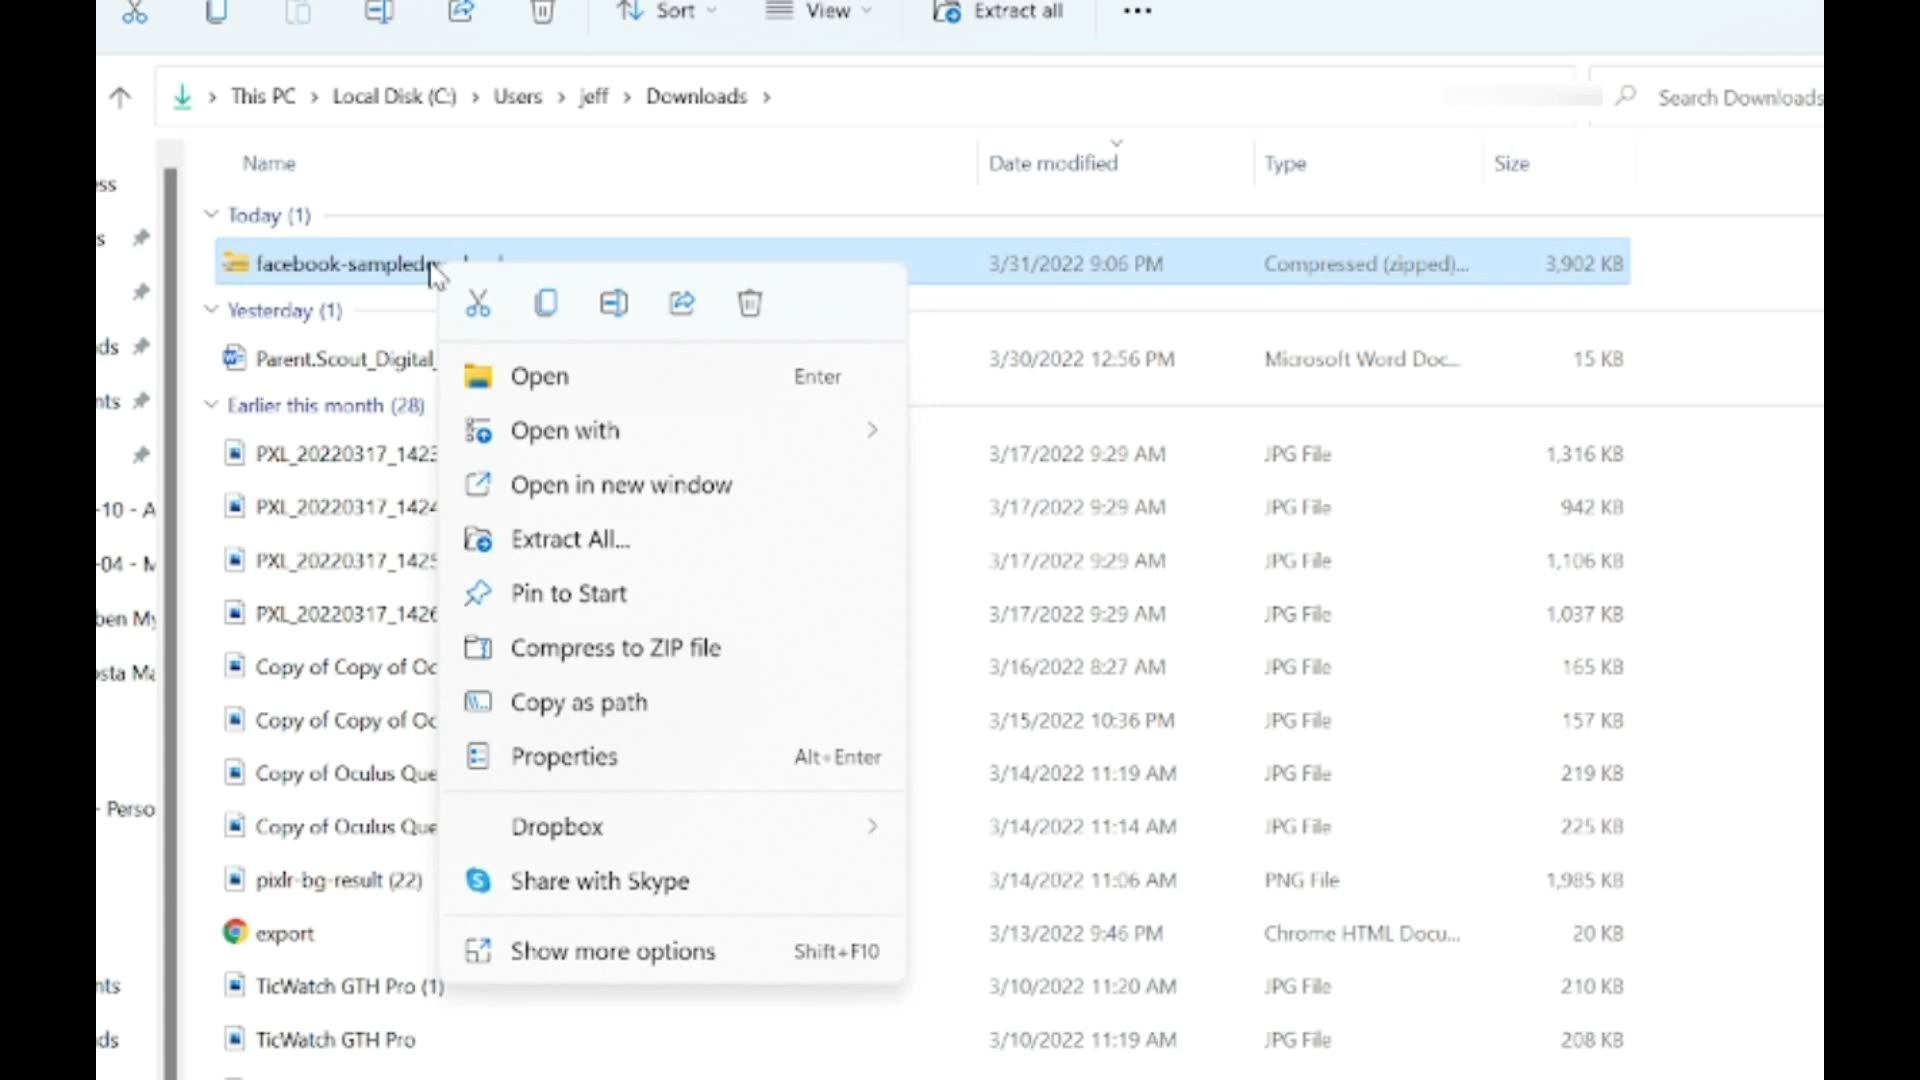 Sort View Extract all
This PC Local Disk (C:) Users jeff Downloads Search Downloads
Name Date modified Type Size
Today (1)
3/31/2022 9:06 PM Compressed (zipped)... 3,902 KB
Yesterday (1)
Parent.Scout_Digital_ 3/30/2022 12:56 PM Microsoft Word Doc... 15 KB
Open Enter
Earlier this month (28)
Open with
PXL_20220317_1423 3/17/2022 9:29 AM JPG File 1,316 KB
Open in new window
PXL_20220317_1424 3/17/2022 9:29 AM JPG File 942 KB
-10 - A
Extract All...
PXL_20220317_1425 3/17/2022 9:29 AM JPG File 1,106 KB
-04 - M
Pin to Start
PXL_20220317_1426 3/17/2022 9:29 AM JPG File 1,037 KB
Compress to ZIP file
Copy of Copy of Oc 3/16/2022 8:27 AM JPG File 165 KB
Copy as path
Copy of Copy of Oc 3/15/2022 10:36 PM JPG File 157 KB
Properties Alt+Enter
Copy of Oculus Que 3/14/2022 11:19 AM JPG File 219 KB
- Perso
Dropbox
Copy of Oculus Que 3/14/2022 11:14 AM JPG File 225 KB
Share with Skype
pixlr-bg-result (22) 3/14/2022 11:06 AM PNG File 1,985 KB
export 3/13/2022 9:46 PM Chrome HTML Docu... 20 KB
Show more options Shift+F10
TicWatch GTH Pro (1) 3/10/2022 11:20 AM JPG File 210 KB
TicWatch GTH Pro 3/10/2022 11:19 AM JPG File 208 KB